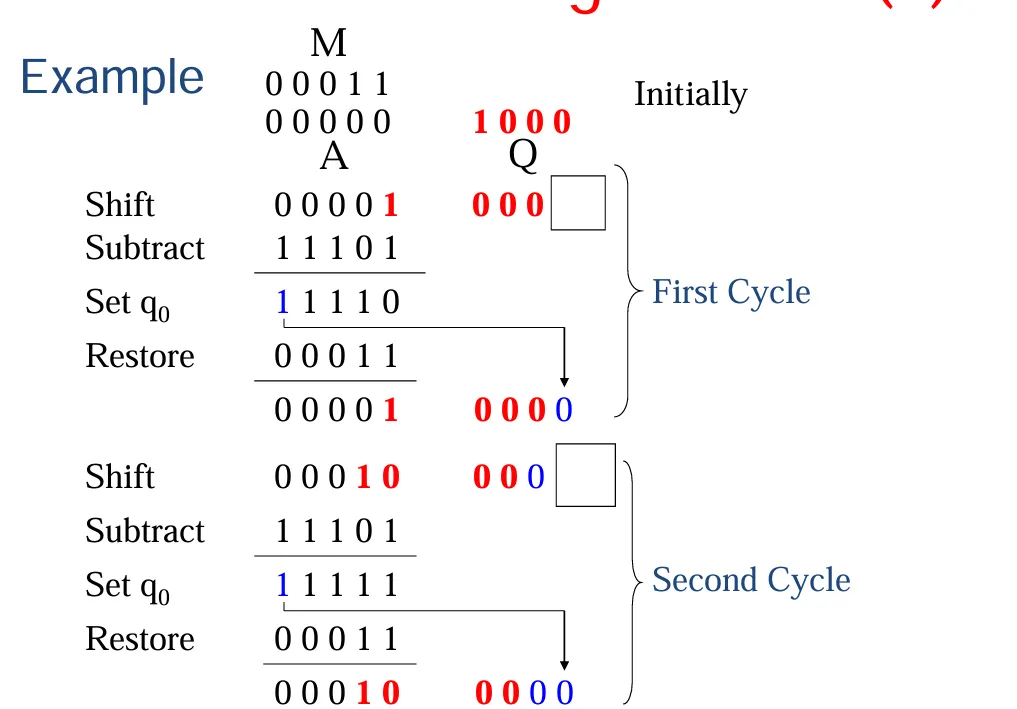 M
Example
0 0 0 1 1
Initially
0 0 0 0 0 1 0 0 0
A Q
Shift 0 0 0 0 1 0 0 0
Subtract 1 1 1 0 1
First Cycle
Set q0 1 1 1 1 0
Restore 0 0 0 1 1
0 0 0 0 1 0 0 0 0
Shift 0 0 0 1 0 0 0 0
Subtract 1 1 1 0 1
Second Cycle
Set q0 1 1 1 1 1
Restore 0 0 0 1 1
0 0 0 1 0 0 0 0 0